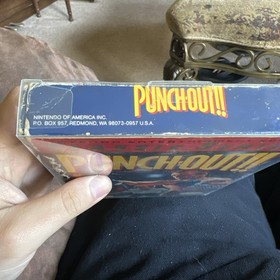 PUNCH-OUT!!
NINTENDO OF AMERICA INC.
P.O. BOX 957, REDMOND, WA 98073-0957 U.S.A.
PUNCH-OUT!!